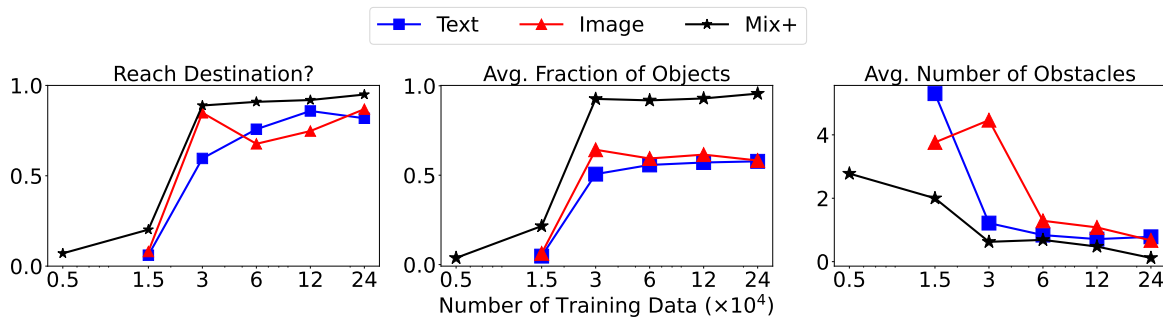 Text Image Mix+
Reach Destination? Avg. Fraction of Objects Avg. Number of Obstacles
1.0 1.0
0.5 0.5 4
2
0.0 0.0 0
0.5 1.5 3 6 12 24 0.5 1.5 3 6 12 24 0.5 1.5 3 6 12 24
Number of Training Data (×10⁴)